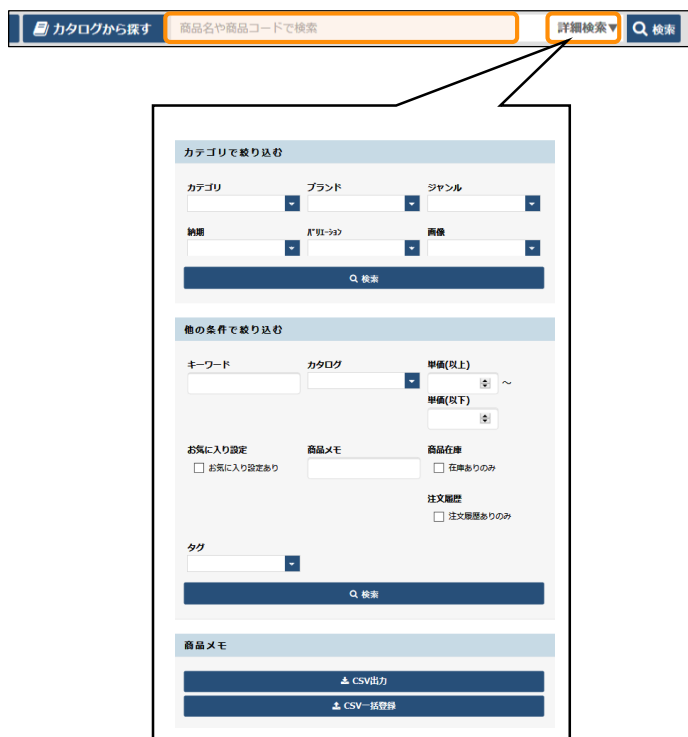 カタログから探す 商品名や商品コードで検索 詳細検索▼ 検索
カテゴリで絞り込む
カテゴリ ブランド ジャンル
納期 ﾊﾞﾘｴｰｼｮﾝ 画像
検索
他の条件で絞り込む
キーワード カタログ 単価(以上)
～
単価(以下)
お気に入り設定 商品メモ 商品在庫
お気に入り設定あり 在庫ありのみ
注文履歴
注文履歴ありのみ
タグ
検索
商品メモ
CSV出力
CSV一括登録